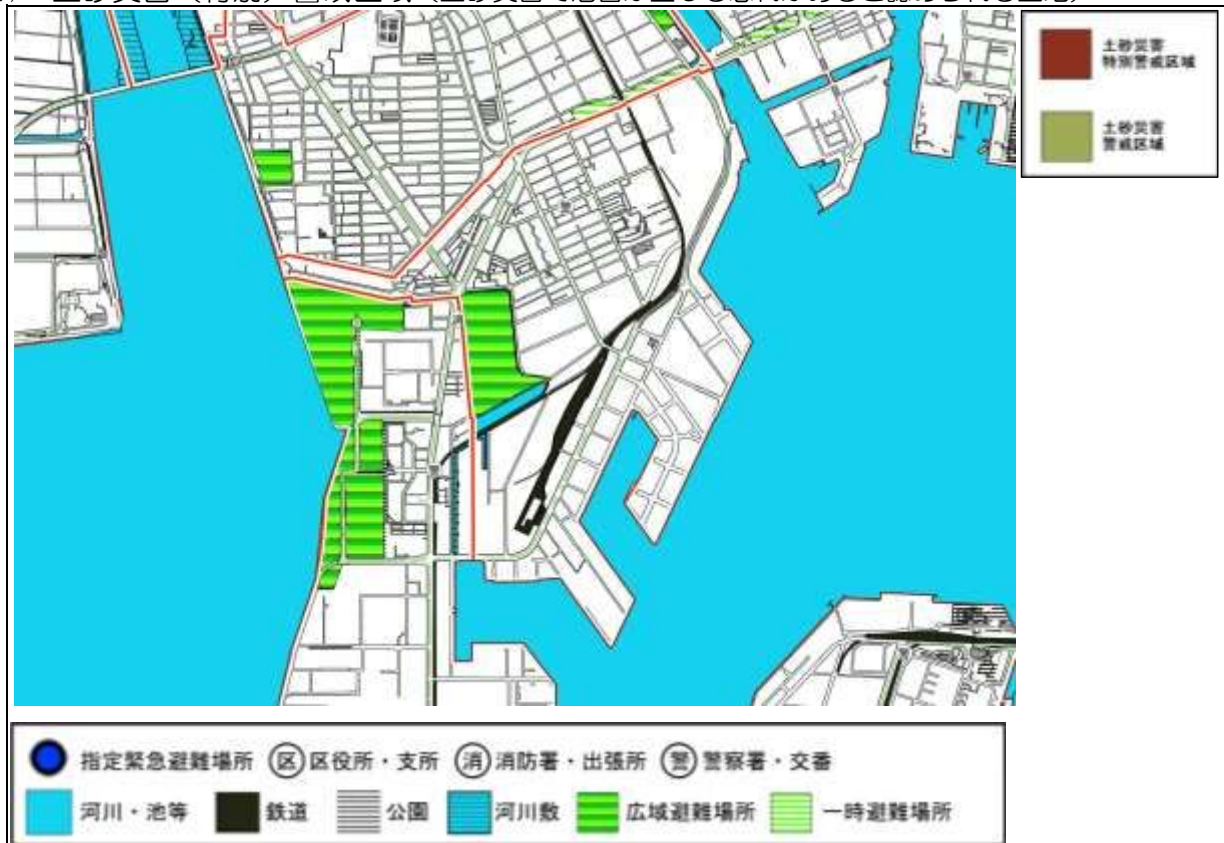 土砂災害
特別警戒区域
土砂災害
警戒区域
指定緊急避難場所 区 区役所・支所 消 消防署・出張所 警 警察署・交番
河川・池等 鉄道 公園 河川敷 広域避難場所 一時避難場所